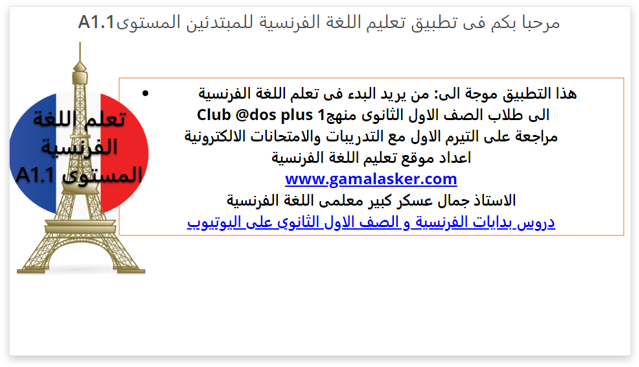 مرحبا بكم فى تطبيق تعليم اللغة الفرنسية للمبتدئين المستوىA1.1
تعلم اللغة
الفرنسية
المستوى A1.1
هذا التطبيق موجة الى: من يريد البدء فى تعلم اللغة الفرنسية
الى طلاب الصف الاول الثانوى منهجClub @dos plus 1
مراجعة على التيرم الاول مع التدريبات والامتحانات الالكترونية
اعداد موقع تعليم اللغة الفرنسية
www.gamalasker.com
الاستاذ جمال عسكر كبير معلمى اللغة الفرنسية
دروس بدايات الفرنسية و الصف الاول الثانوى على اليوتيوب